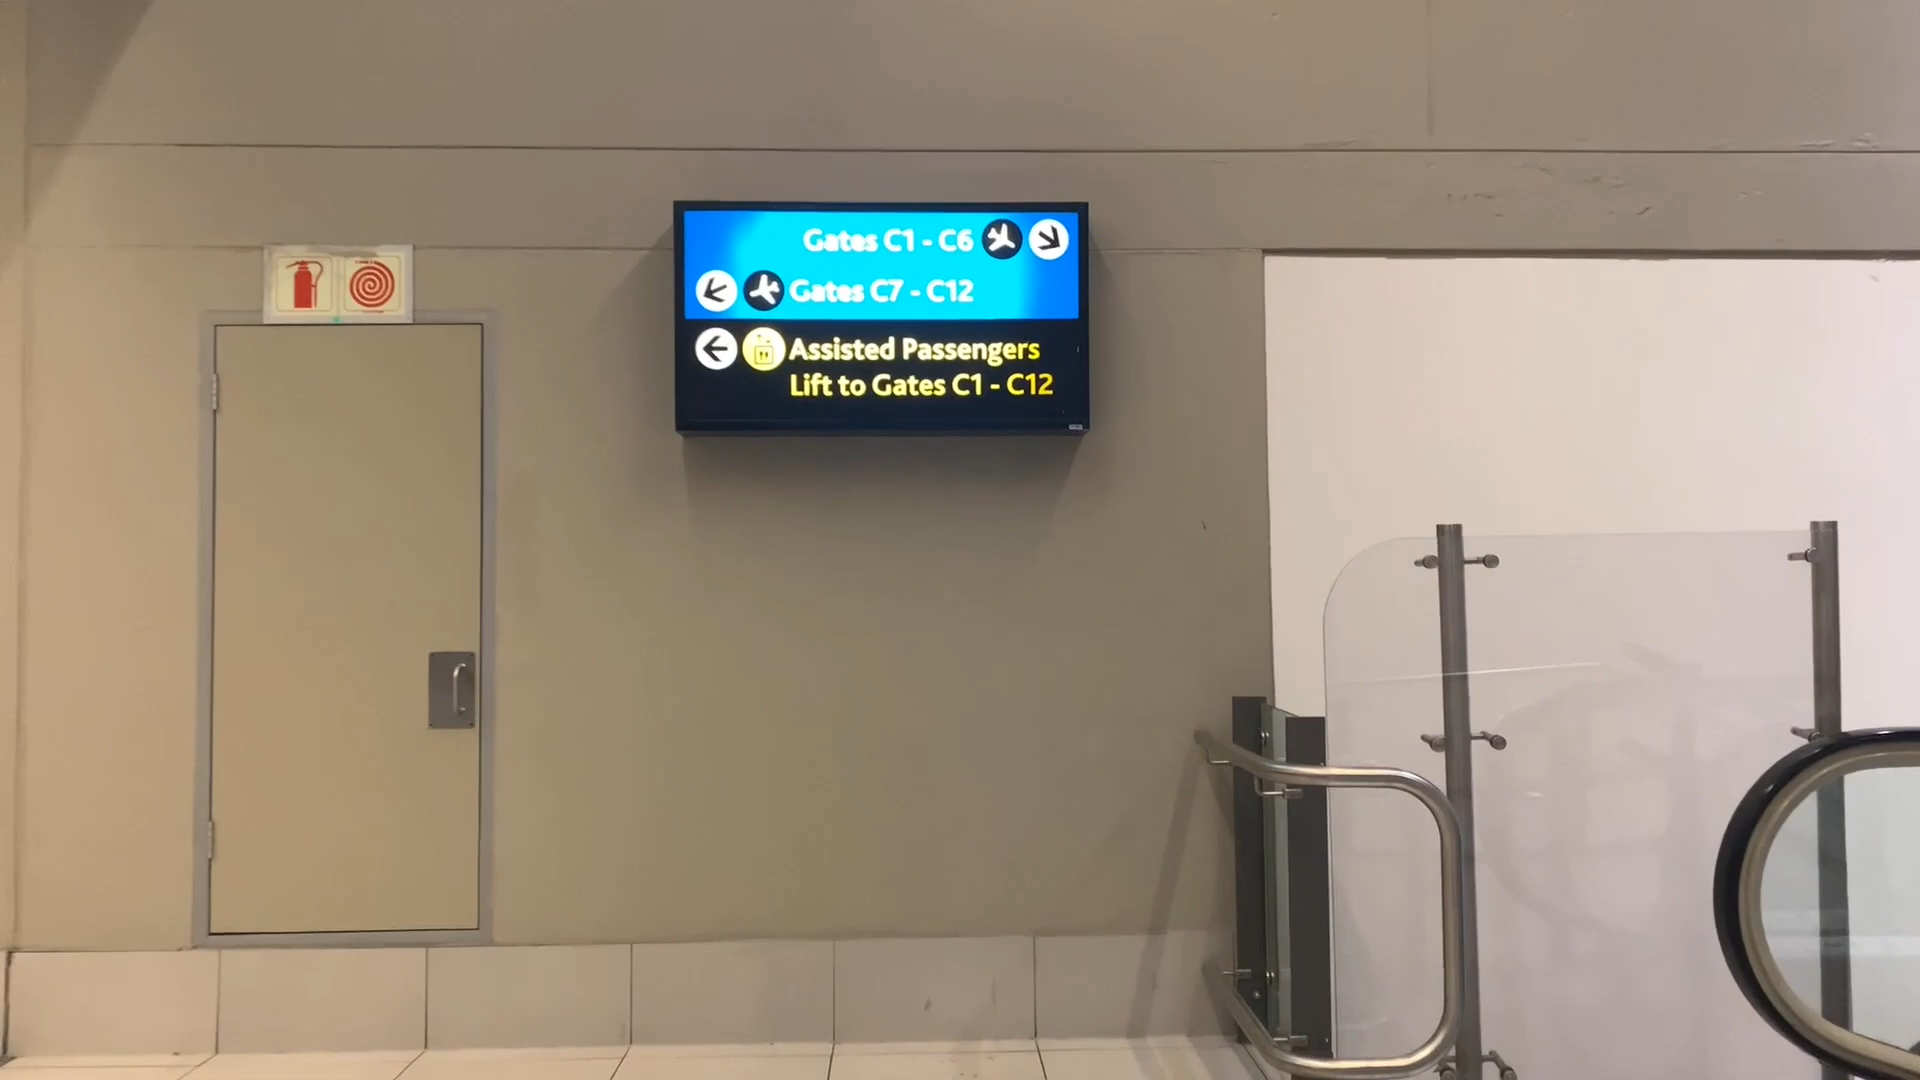 Gates C1 - C6
Gates C7 - C12
Assisted Passengers
Lift to Gates C1 - C12